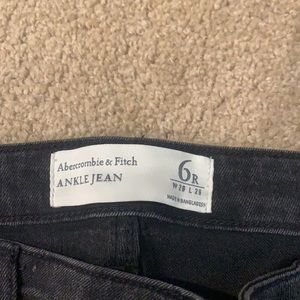 Abercrombie & Fitch
ANKLE JEAN
6R
W 28 L 28
MADE IN BANGLADESH